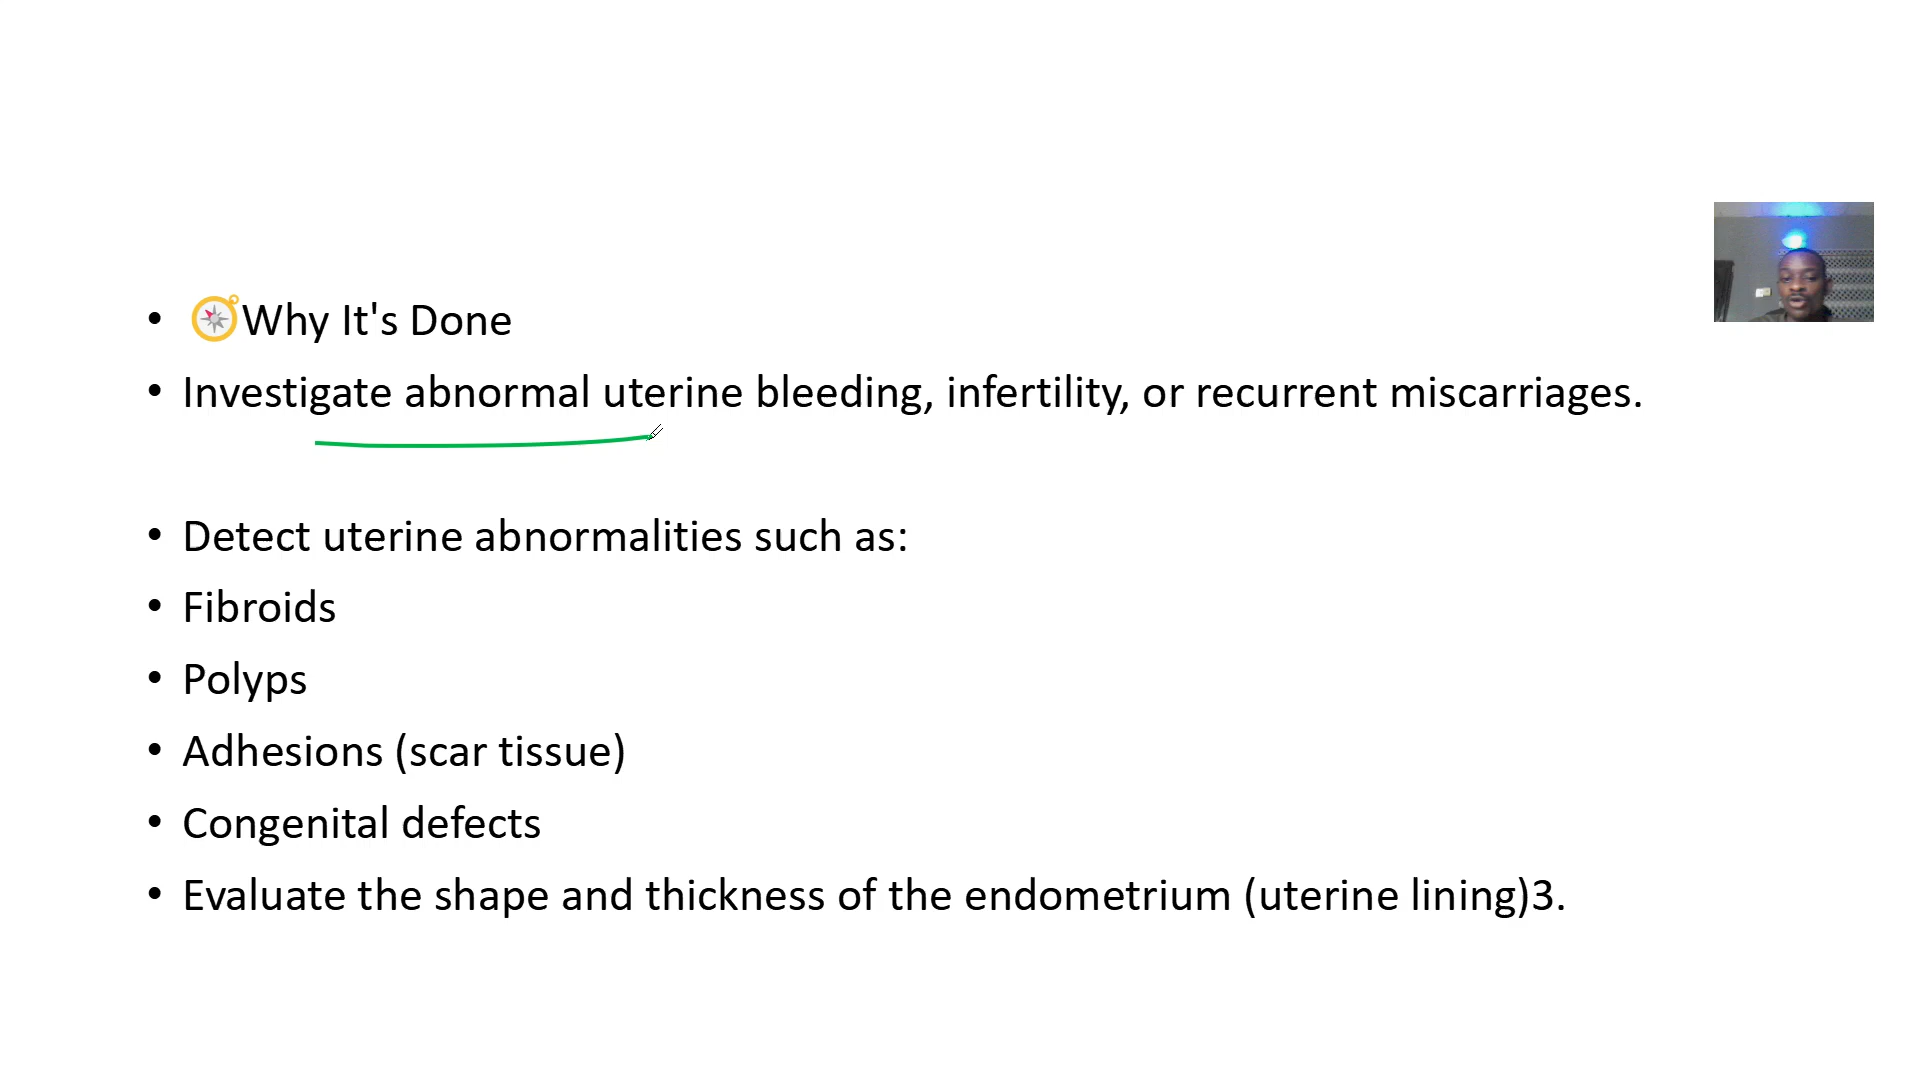 • 🧭Why It's Done
• Investigate abnormal uterine bleeding, infertility, or recurrent miscarriages.
• Detect uterine abnormalities such as:
• Fibroids
• Polyps
• Adhesions (scar tissue)
• Congenital defects
• Evaluate the shape and thickness of the endometrium (uterine lining)3.